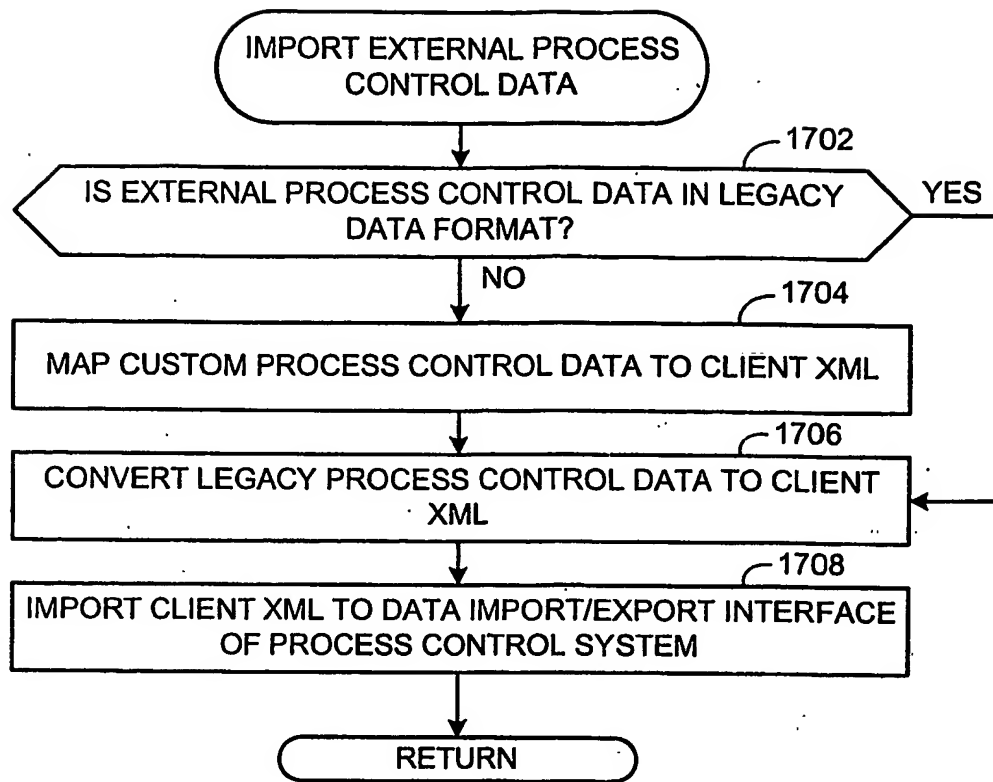 IMPORT EXTERNAL PROCESS
CONTROL DATA
1702
IS EXTERNAL PROCESS CONTROL DATA IN LEGACY
DATA FORMAT?
YES
NO
1704
MAP CUSTOM PROCESS CONTROL DATA TO CLIENT XML
1706
CONVERT LEGACY PROCESS CONTROL DATA TO CLIENT
XML
1708
IMPORT CLIENT XML TO DATA IMPORT/EXPORT INTERFACE
OF PROCESS CONTROL SYSTEM
RETURN